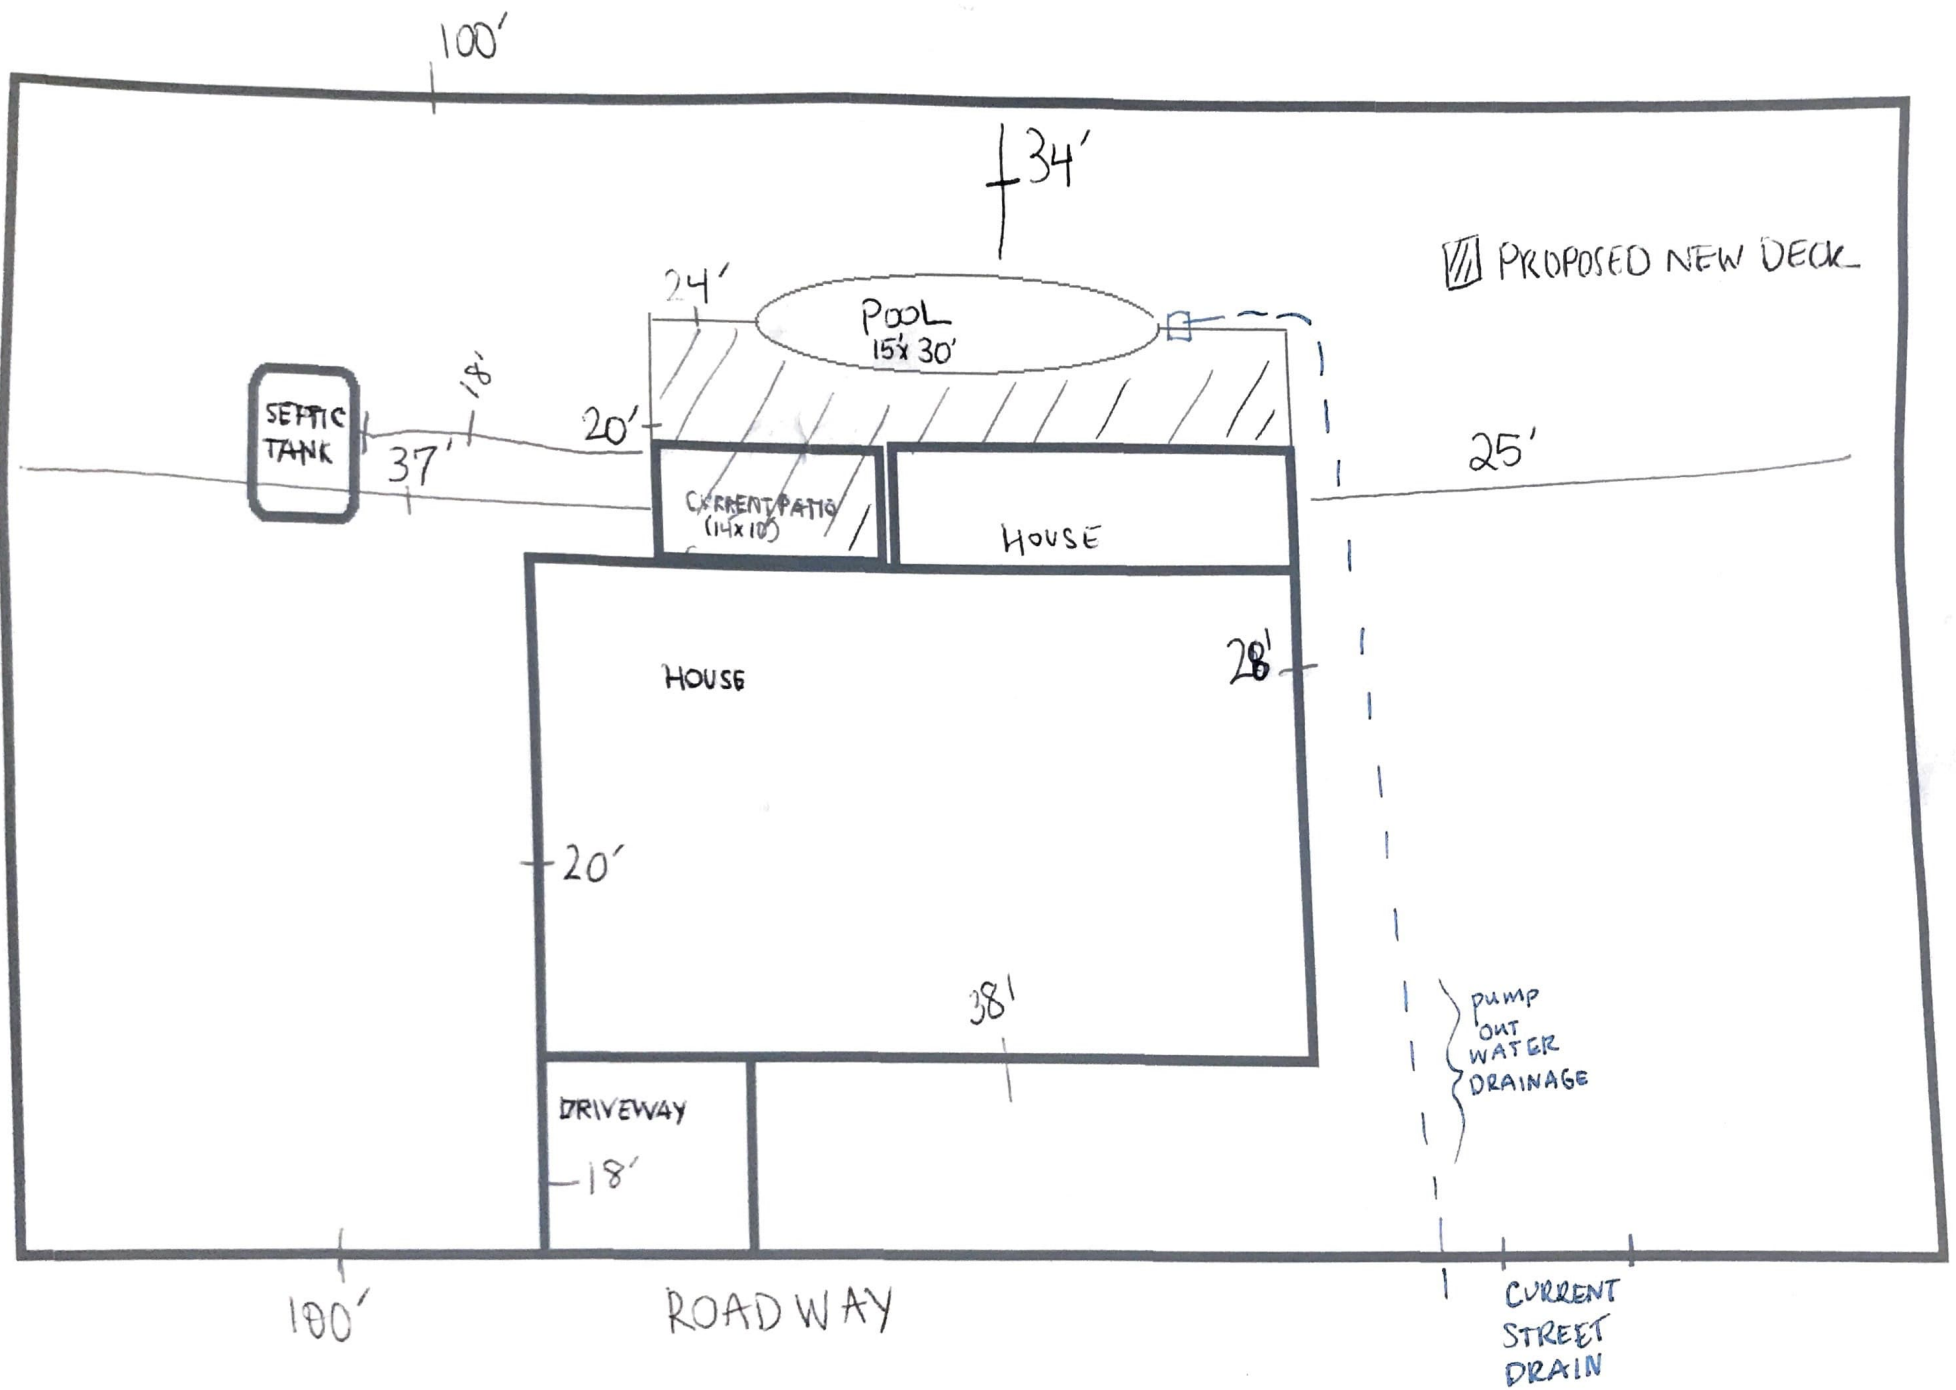 100'
34'
PROPOSED NEW DECK
24'
POOL
15'x 30'
18'
SEPTIC
TANK
20'
37'
25'
CURRENT PATIO
(14x10)
HOUSE
HOUSE
28'
20'
38'
pump
OUT
WATER
DRAINAGE
DRIVEWAY
18'
100'
ROADWAY
CURRENT
STREET
DRAIN